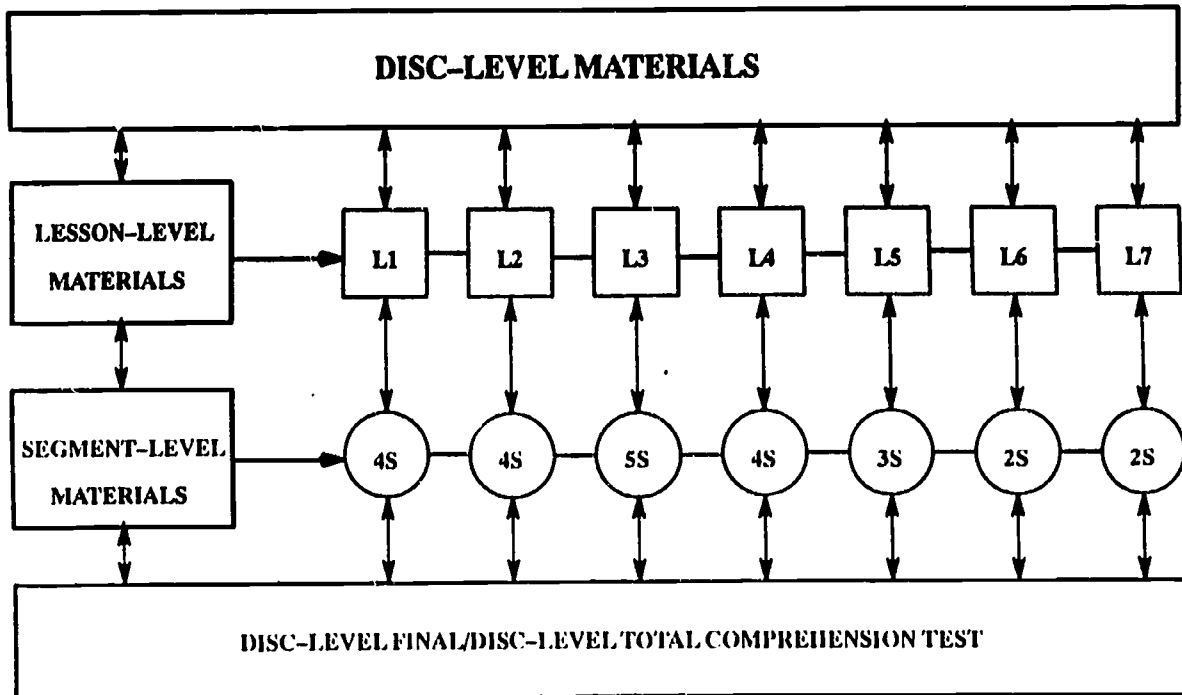 DISC-LEVEL MATERIALS
LESSON-LEVEL
MATERIALS
L1 L2 L3 L4 L5 L6 L7
SEGMENT-LEVEL
MATERIALS
4S 4S 5S 4S 3S 2S 2S
DISC-LEVEL FINAL/DISC-LEVEL TOTAL COMPREHENSION TEST